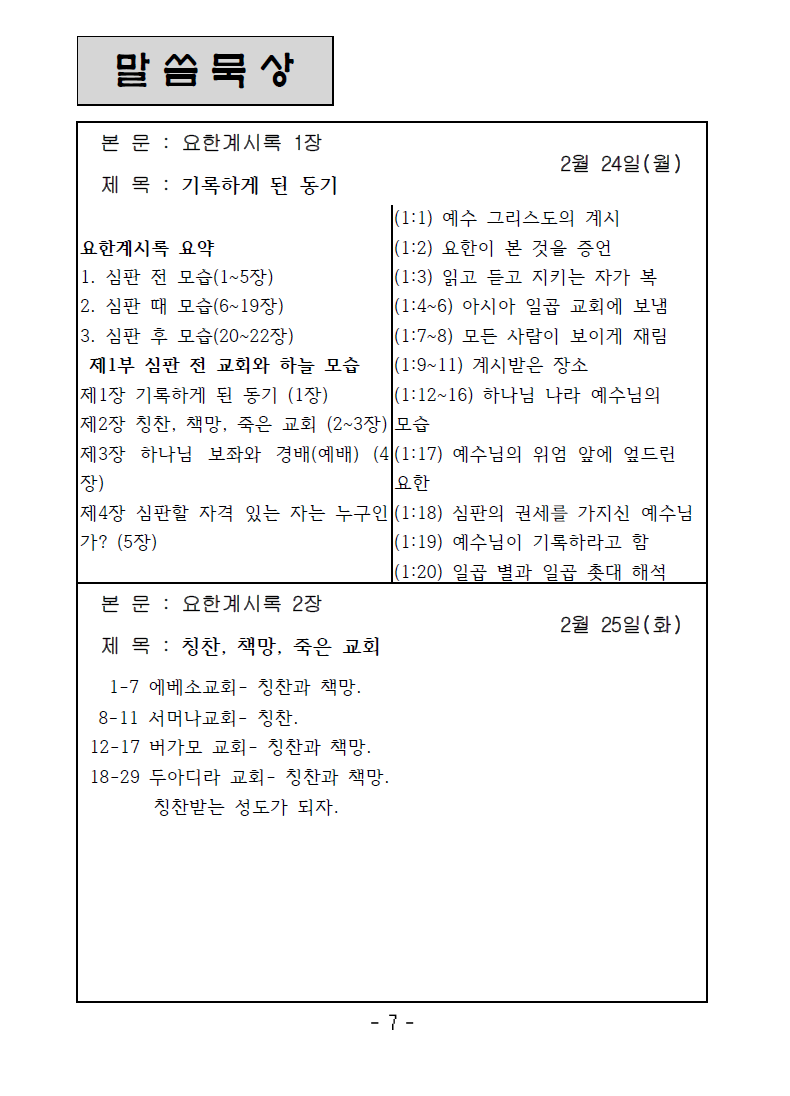 말씀묵상
본 문 : 요한계시록 1장
2월 24일(월)
제 목 : 기록하게 된 동기
요한계시록 요약
1. 심판 전 모습(1~5장)
2. 심판 때 모습(6~19장)
3. 심판 후 모습(20~22장)
제1부 심판 전 교회와 하늘 모습
제1장 기록하게 된 동기 (1장)
제2장 칭찬, 책망, 죽은 교회 (2~3장)
제3장 하나님 보좌와 경배(예배) (4
장)
제4장 심판할 자격 있는 자는 누구인
가? (5장)
(1:1) 예수 그리스도의 계시
(1:2) 요한이 본 것을 증언
(1:3) 읽고 듣고 지키는 자가 복
(1:4~6) 아시아 일곱 교회에 보냄
(1:7~8) 모든 사람이 보이게 재림
(1:9~11) 계시받은 장소
(1:12~16) 하나님 나라 예수님의
모습
(1:17) 예수님의 위엄 앞에 엎드린
요한
(1:18) 심판의 권세를 가지신 예수님
(1:19) 예수님이 기록하라고 함
(1:20) 일곱 별과 일곱 촛대 해석
본 문 : 요한계시록 2장
2월 25일(화)
제 목 : 칭찬, 책망, 죽은 교회
1-7 에베소교회- 칭찬과 책망.
8-11 서머나교회- 칭찬.
12-17 버가모 교회- 칭찬과 책망.
18-29 두아디라 교회- 칭찬과 책망.
칭찬받는 성도가 되자.
- 7 -